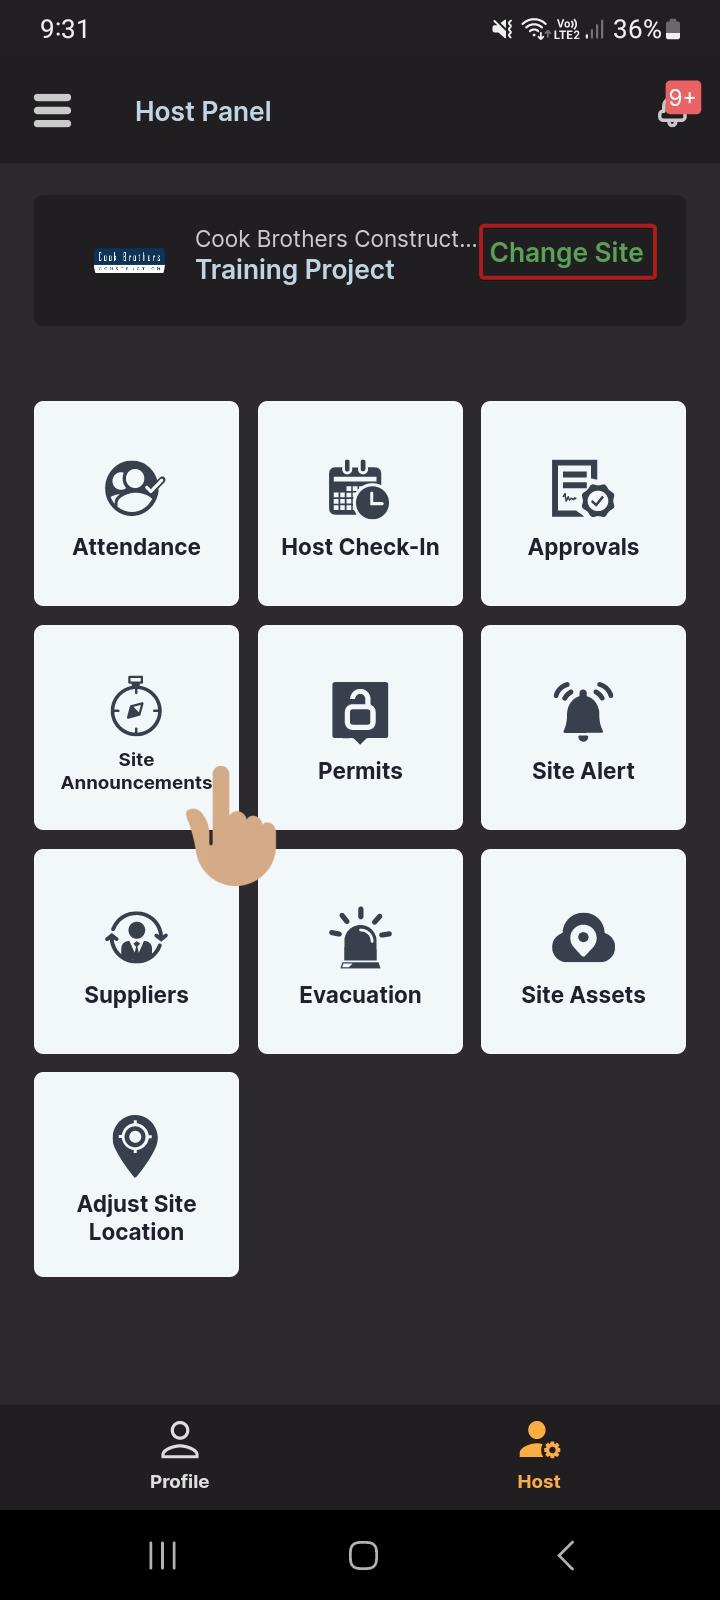 9:31
Vo))
LTE2
36%
Host Panel
9+
Cook Brothers
CONSTRUCTION
Cook Brothers Construct...
Training Project
Change Site
Attendance
Host Check-In
Approvals
Site
Announcements
Permits
Site Alert
Suppliers
Evacuation
Site Assets
Adjust Site
Location
Profile
Host